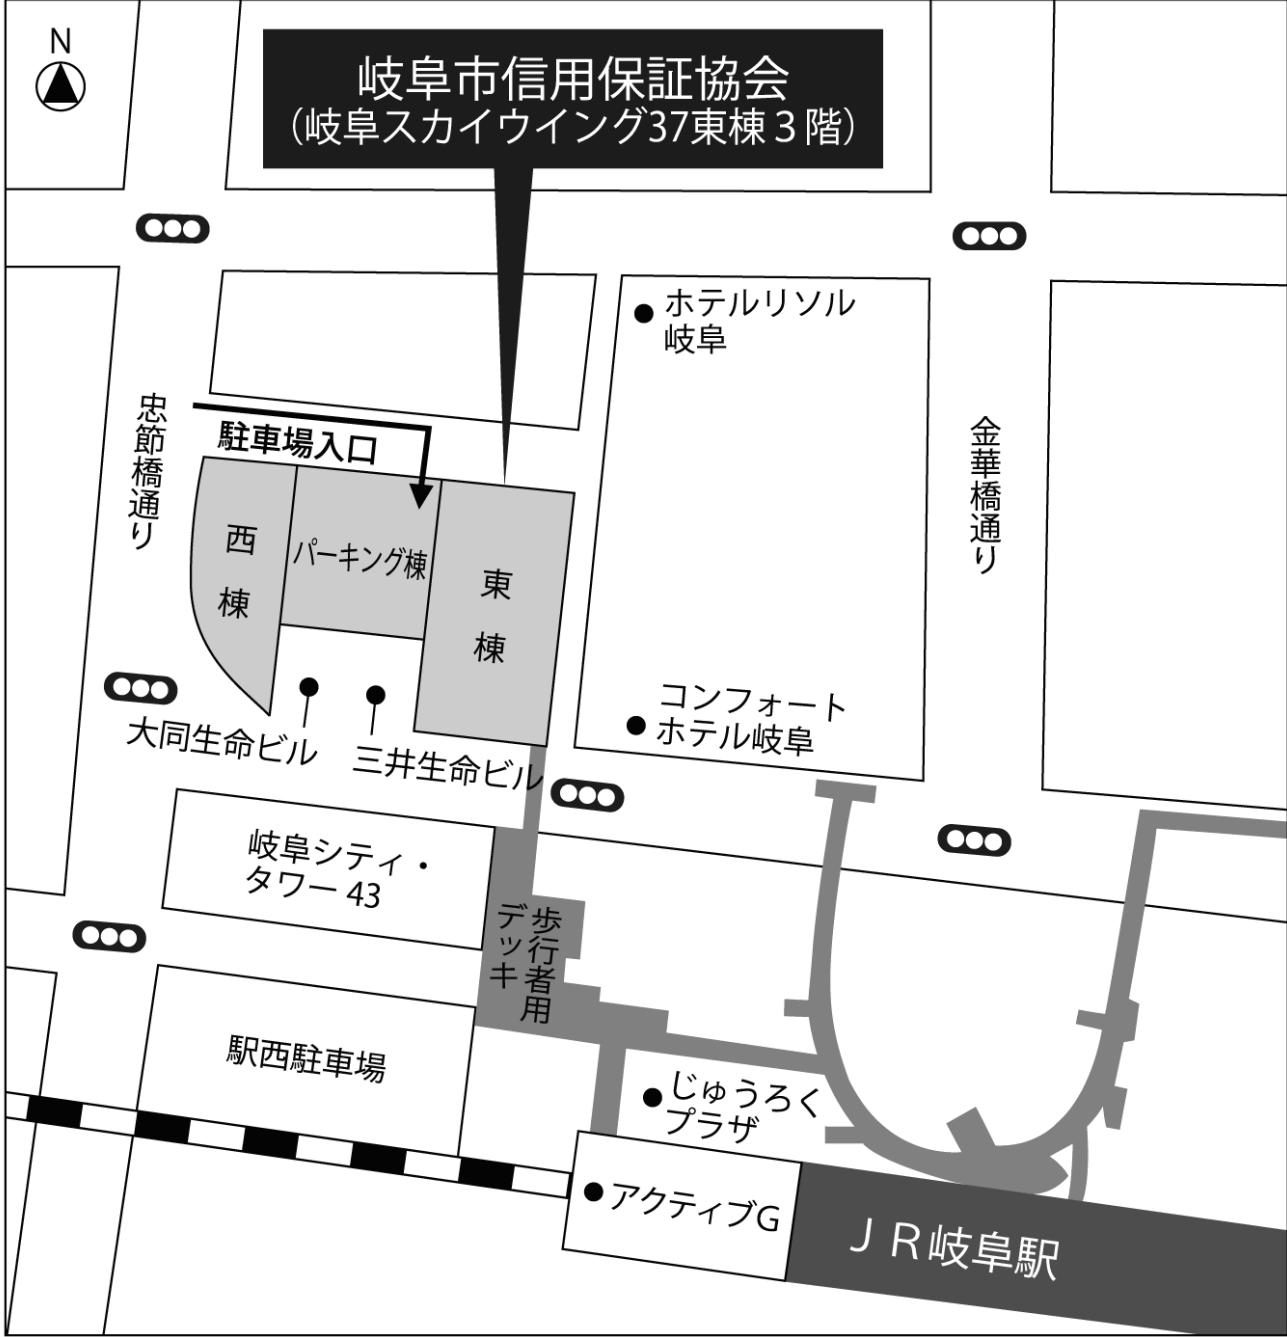 N
岐阜市信用保証協会
（岐阜スカイウイング37東棟３階）
ホテルリソル
岐阜
忠節橋通り
駐車場入口
金華橋通り
西棟
パーキング棟
東棟
大同生命ビル
三井生命ビル
コンフォート
ホテル岐阜
岐阜シティ・
タワー43
歩行者用
デッキ
駅西駐車場
じゅうろく
プラザ
アクティブG
ＪＲ岐阜駅